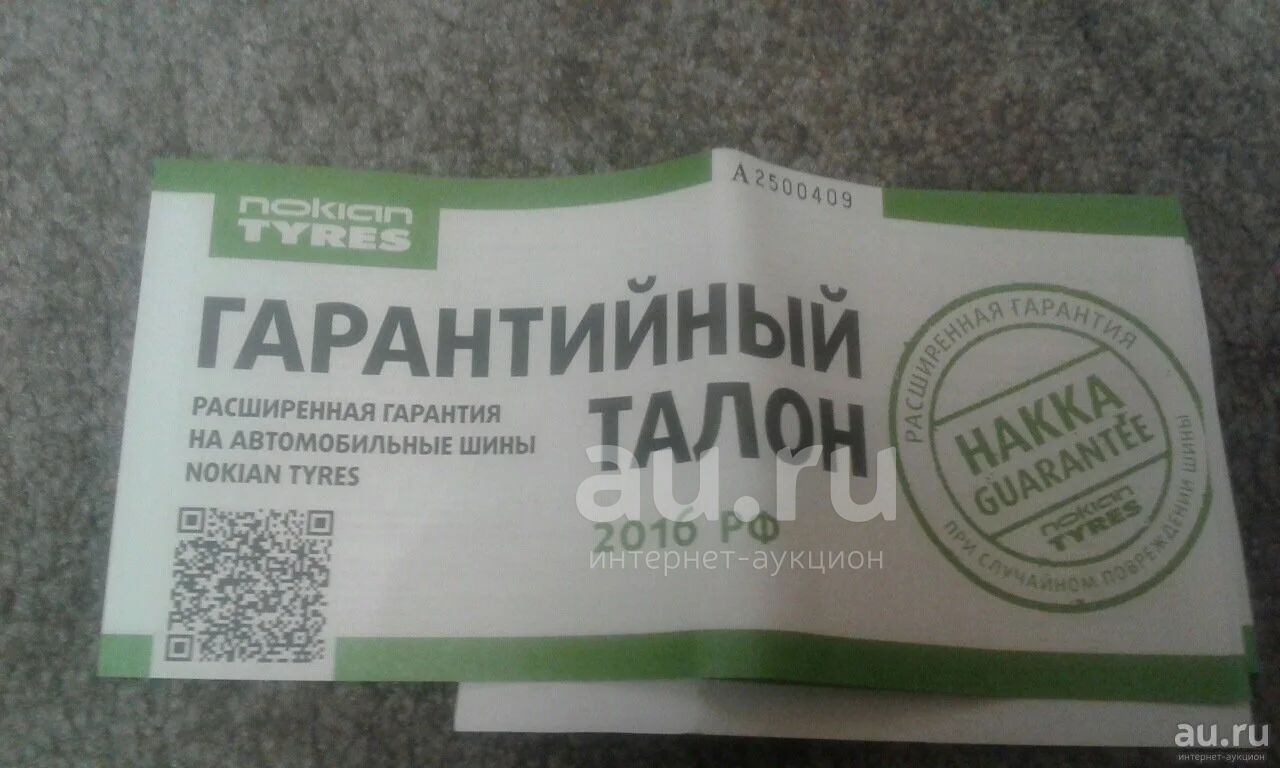 nokian
TYRES
A2500409
ГАРАНТИЙНЫЙ
ТАЛОН
РАСШИРЕННАЯ ГАРАНТИЯ
НА АВТОМОБИЛЬНЫЕ ШИНЫ
NOKIAN TYRES
2016 РФ
РАСШИРЕННАЯ ГАРАНТИЯ
HAKKA
GUARANTEE
nokian
TYRES
ПРИ СЛУЧАЙНОМ ПОВРЕЖДЕНИИ ШИНЫ
au.ru
интернет-аукцион
au.ru
интернет-аукцион